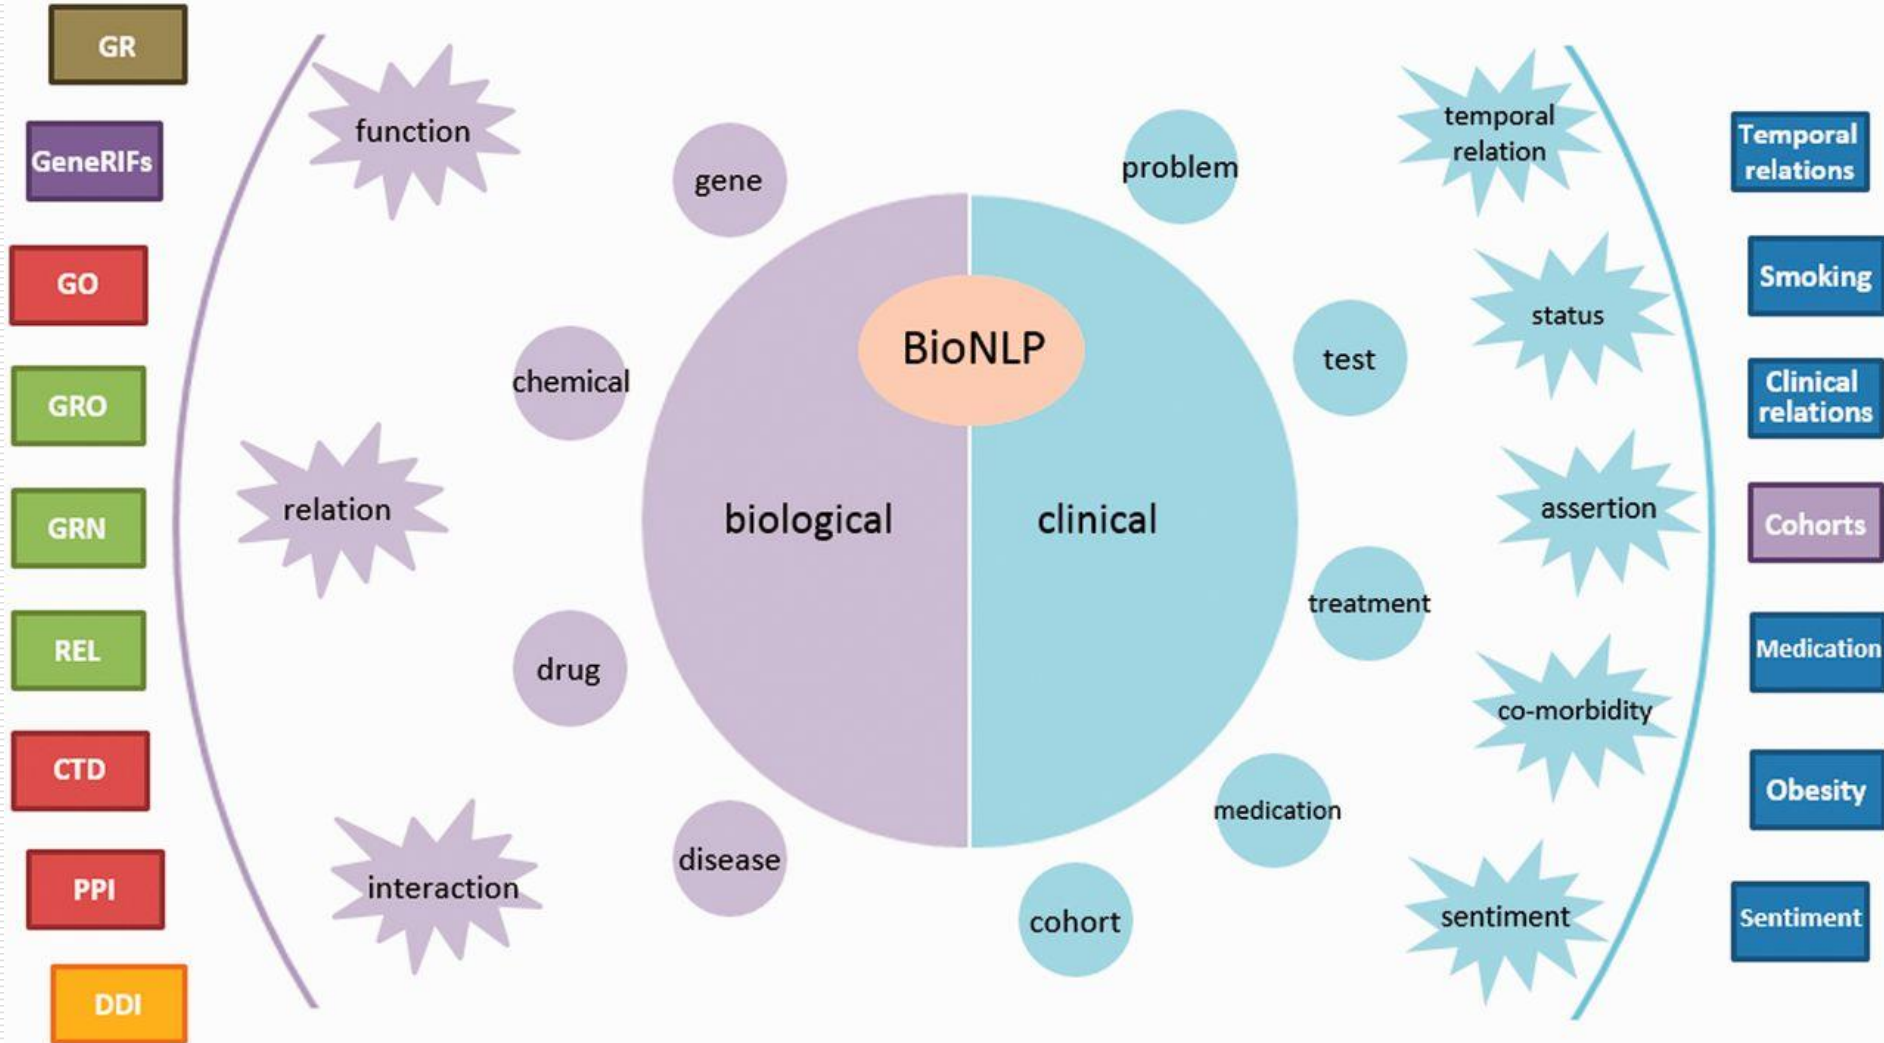 GR
GeneRIFs
GO
GRO
GRN
REL
CTD
PPI
DDI
function
relation
interaction
gene
chemical
drug
disease
BioNLP
biological
clinical
problem
test
treatment
medication
cohort
temporal
relation
status
assertion
co-morbidity
sentiment
Temporal
relations
Smoking
Clinical
relations
Cohorts
Medication
Obesity
Sentiment